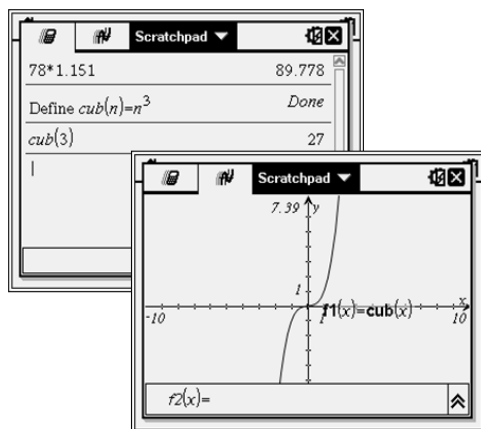 Scratchpad
78*1.151 89.778
Define cub(n)=n³ Done
cub(3) 27
Scratchpad
7.39 y
1
x
-10 1 10
f1(x)=cub(x)
f2(x)=